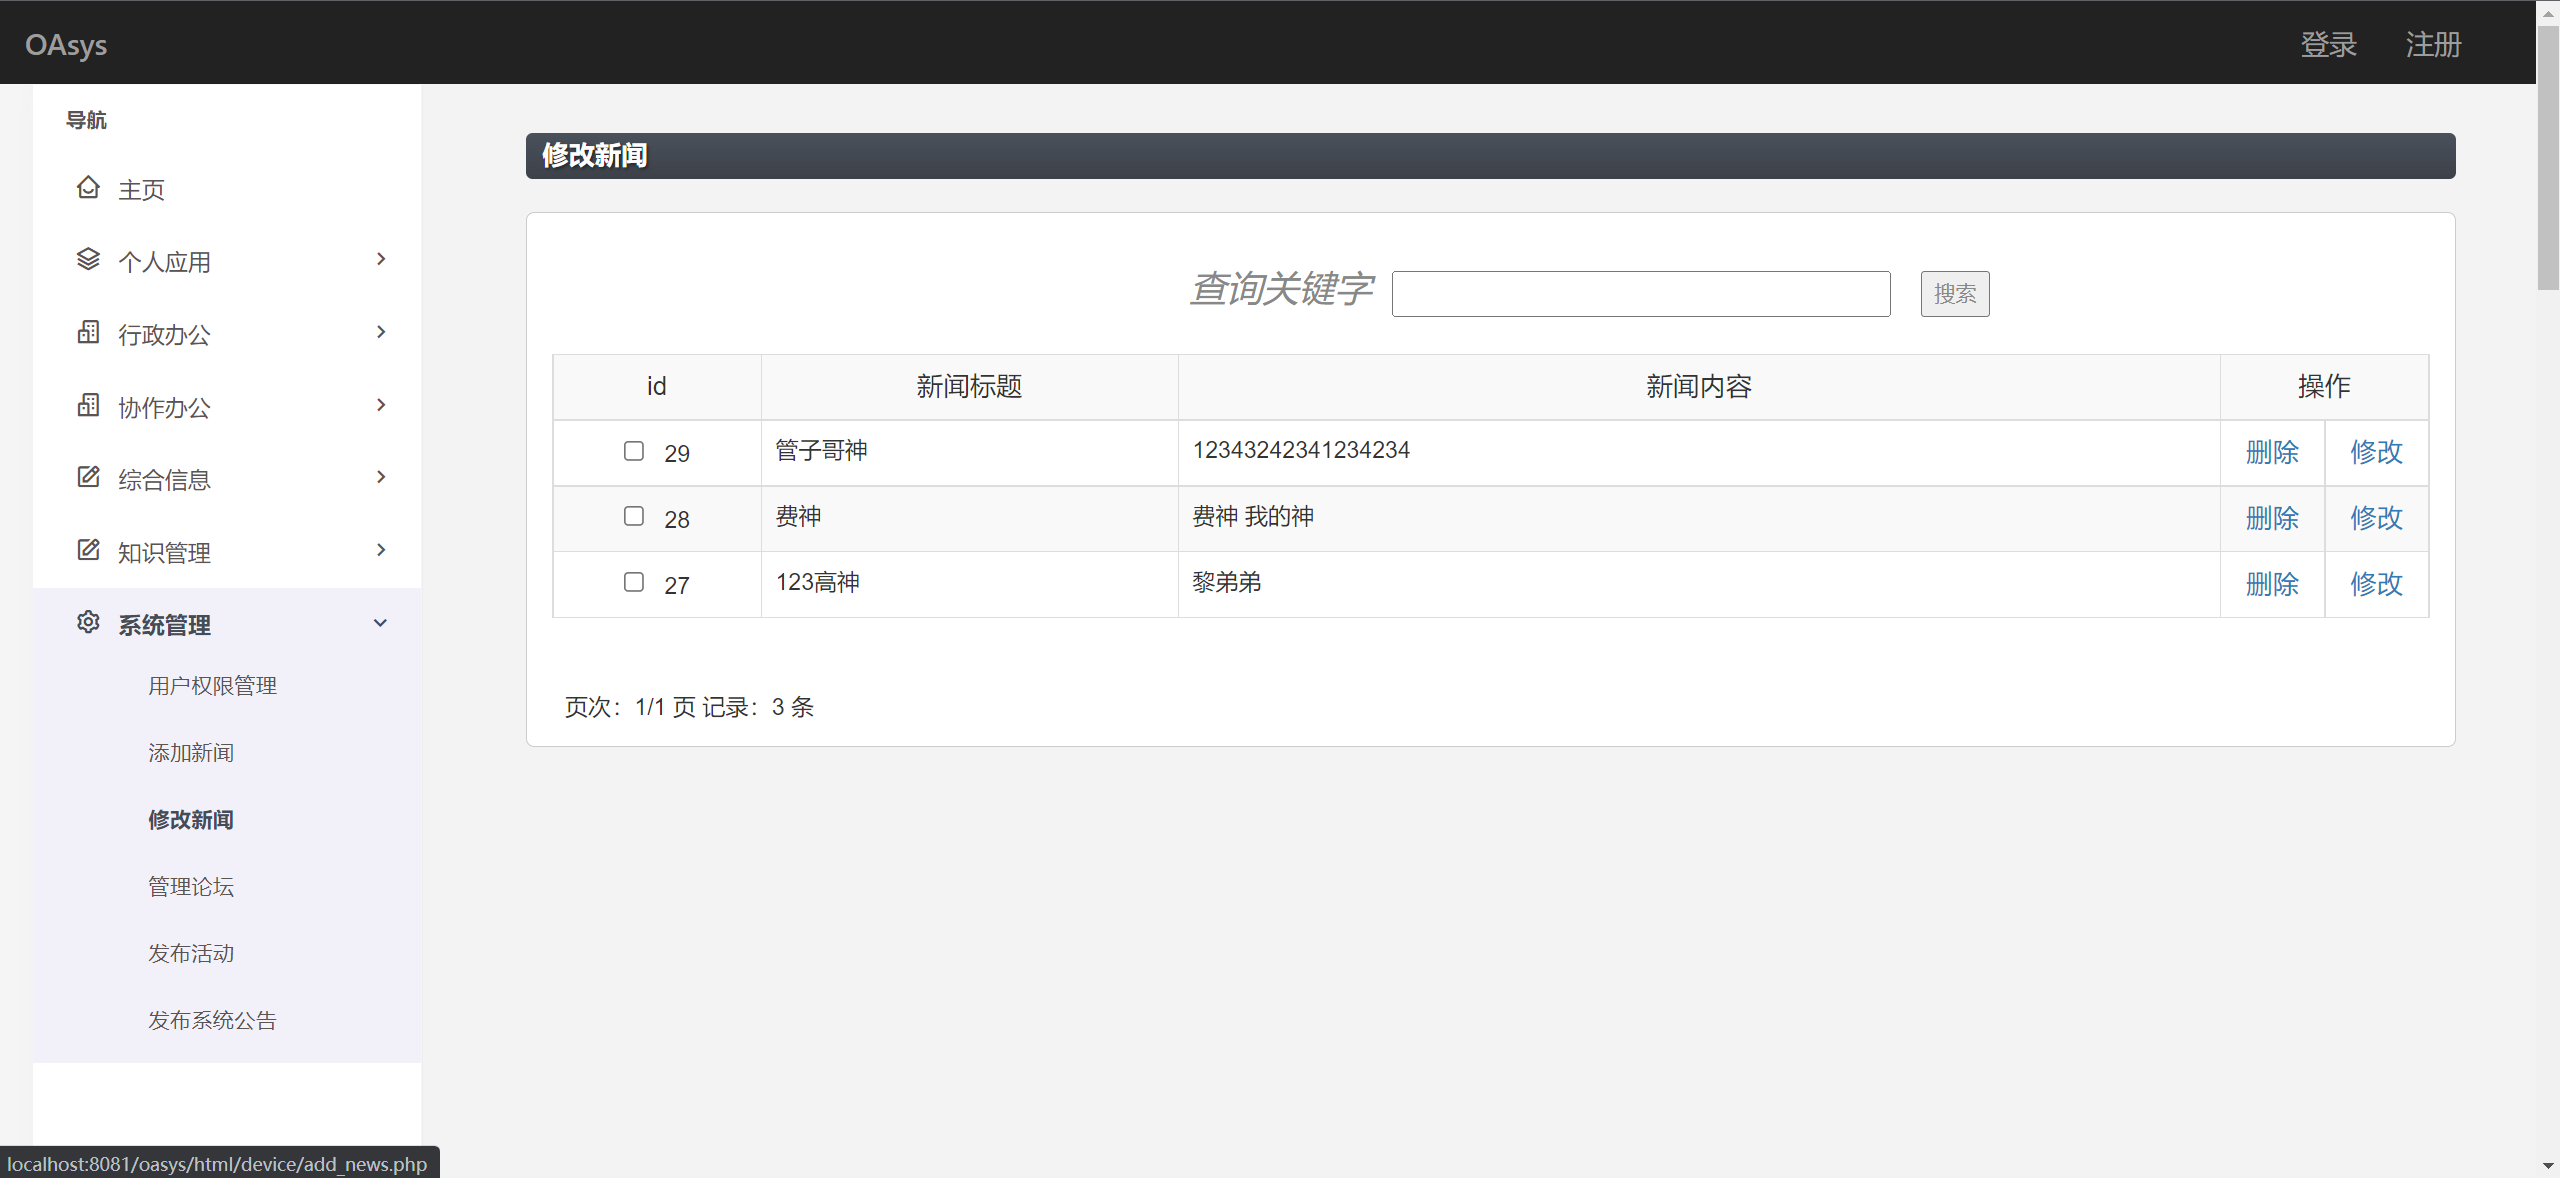 OAsys 登录 注册
导航
主页
个人应用
行政办公
协作办公
综合信息
知识管理
系统管理
用户权限管理
添加新闻
修改新闻
管理论坛
发布活动
发布系统公告
修改新闻
查询关键字 搜索
id 新闻标题 新闻内容 操作
29 管子哥神 12343242341234234 删除 修改
28 费神 费神 我的神 删除 修改
27 123高神 黎弟弟 删除 修改
页次：1/1 页 记录：3 条
localhost:8081/oasys/html/device/add_news.php